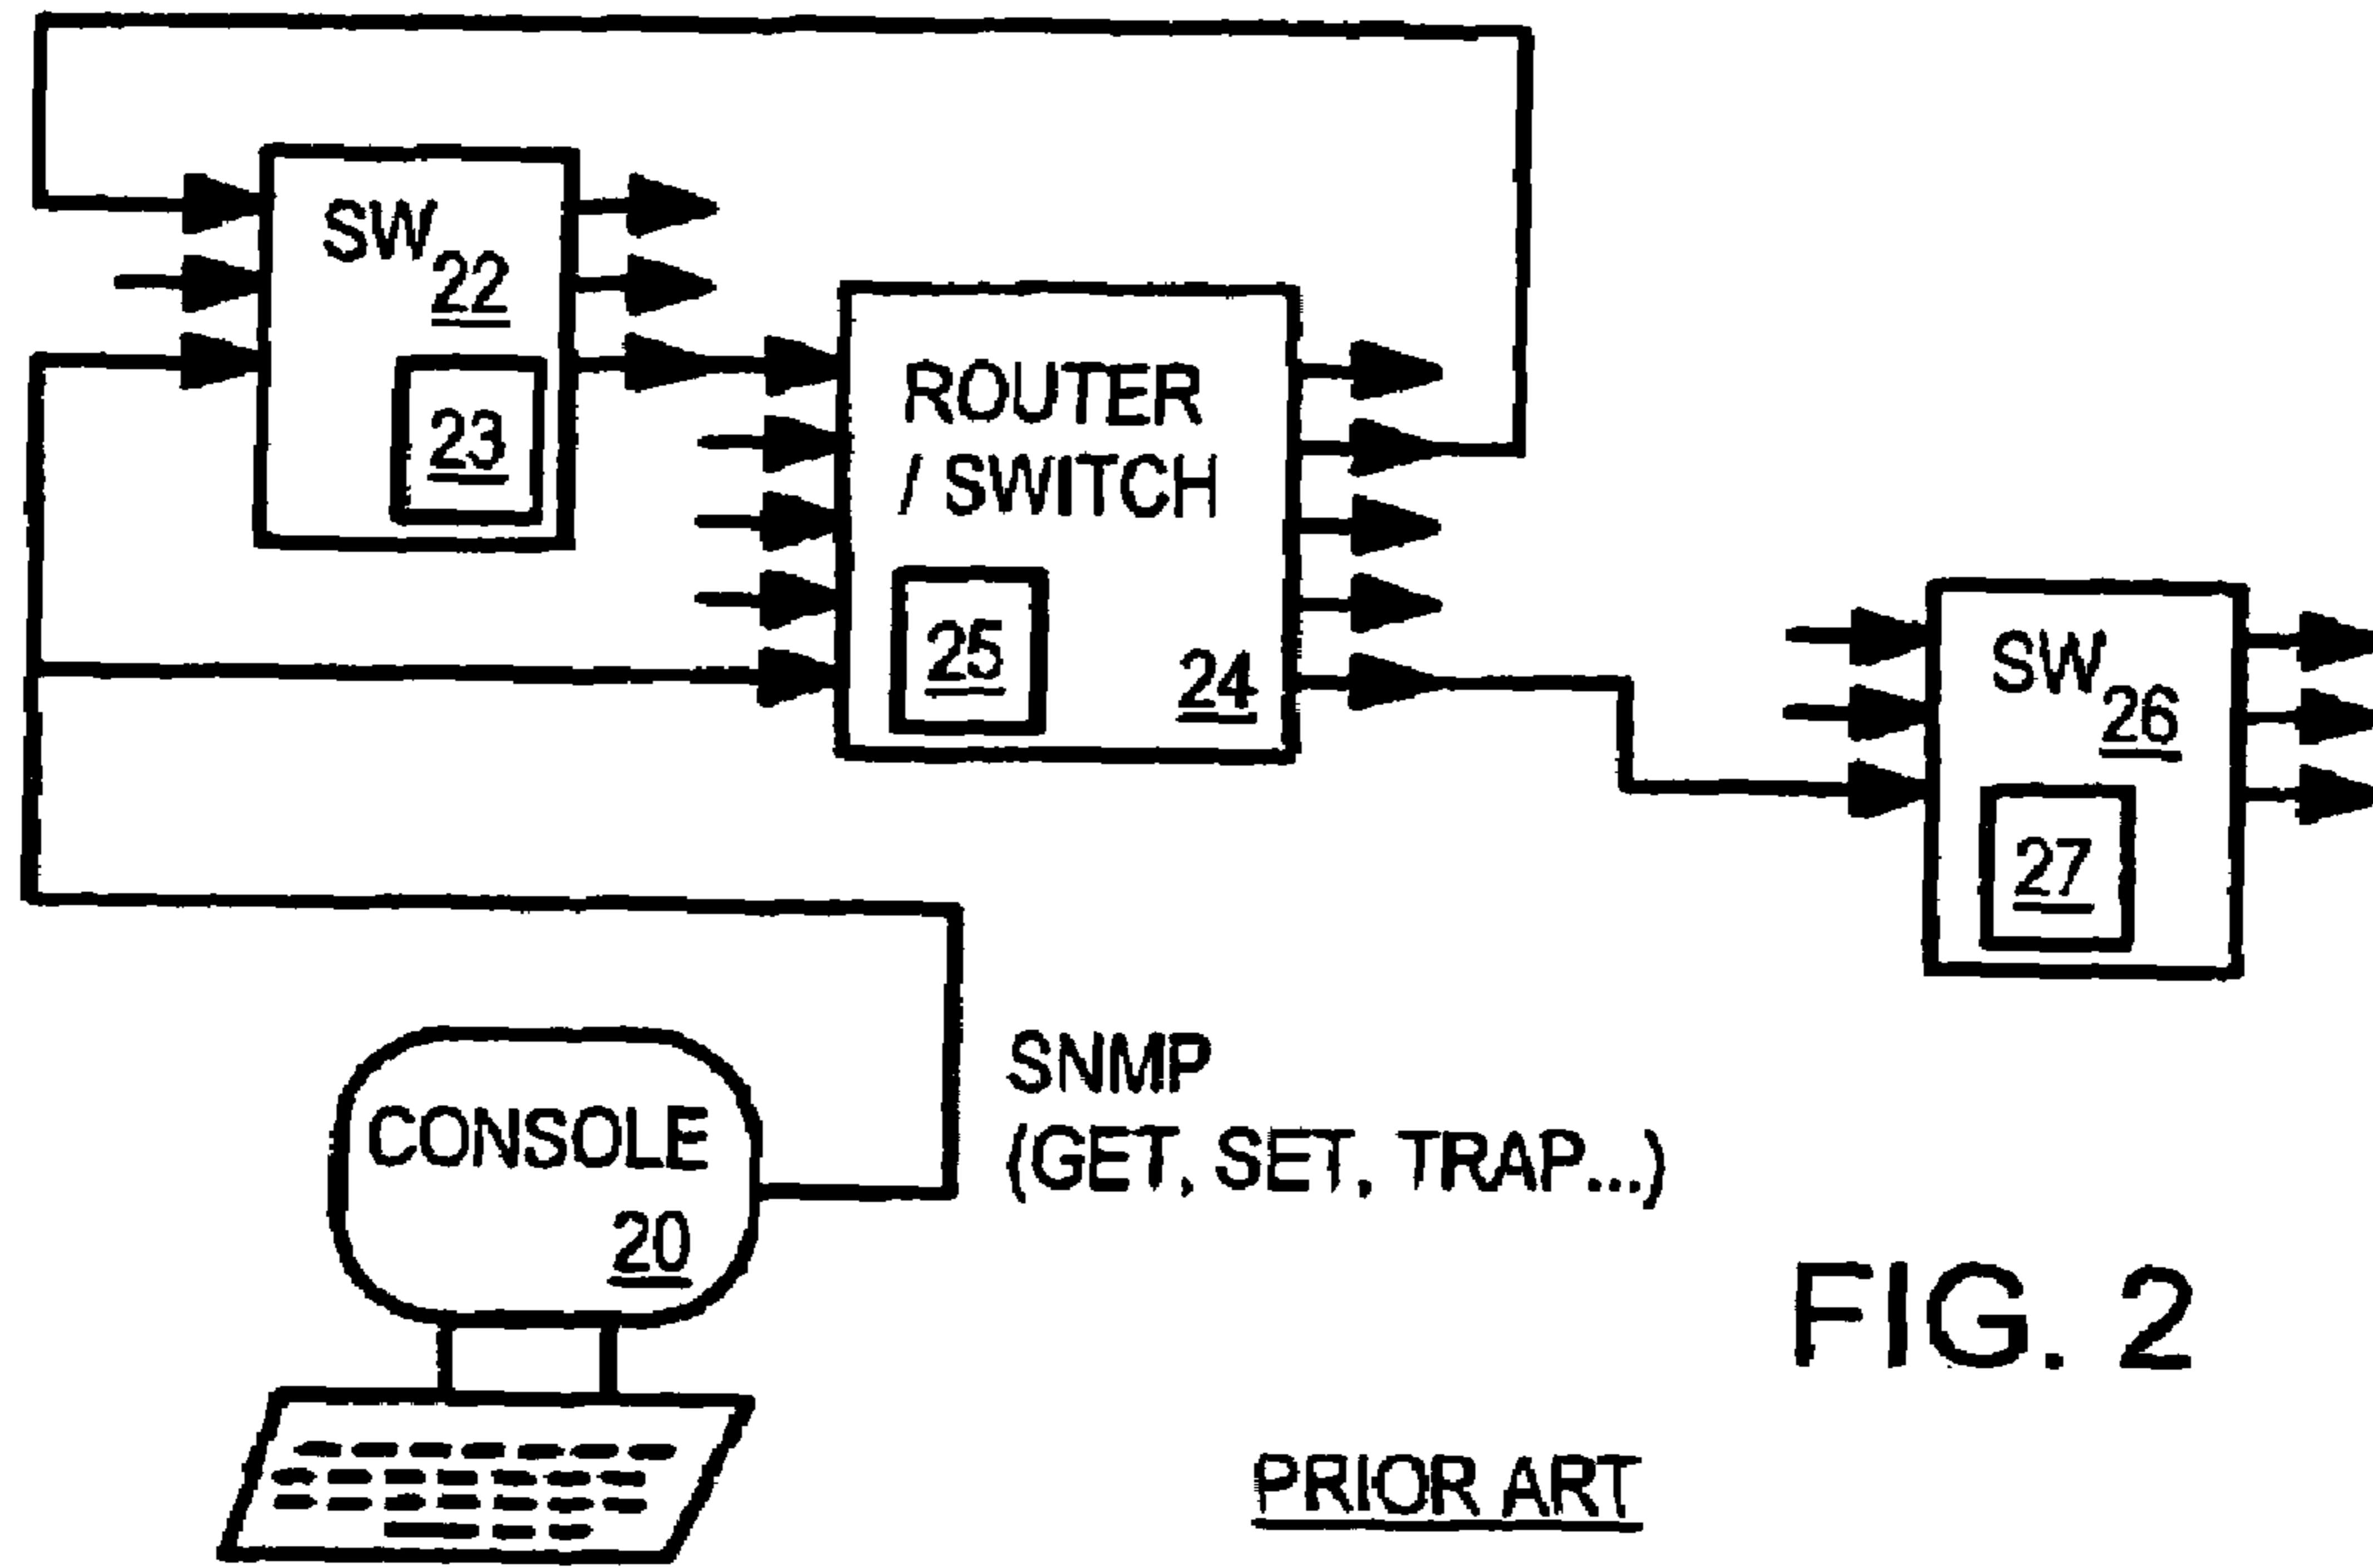 SW
22
23
ROUTER
/ SWITCH
25
24
SW
26
27
CONSOLE
20
SNMP
(GET, SET, TRAP...)
FIG. 2
PRIOR ART